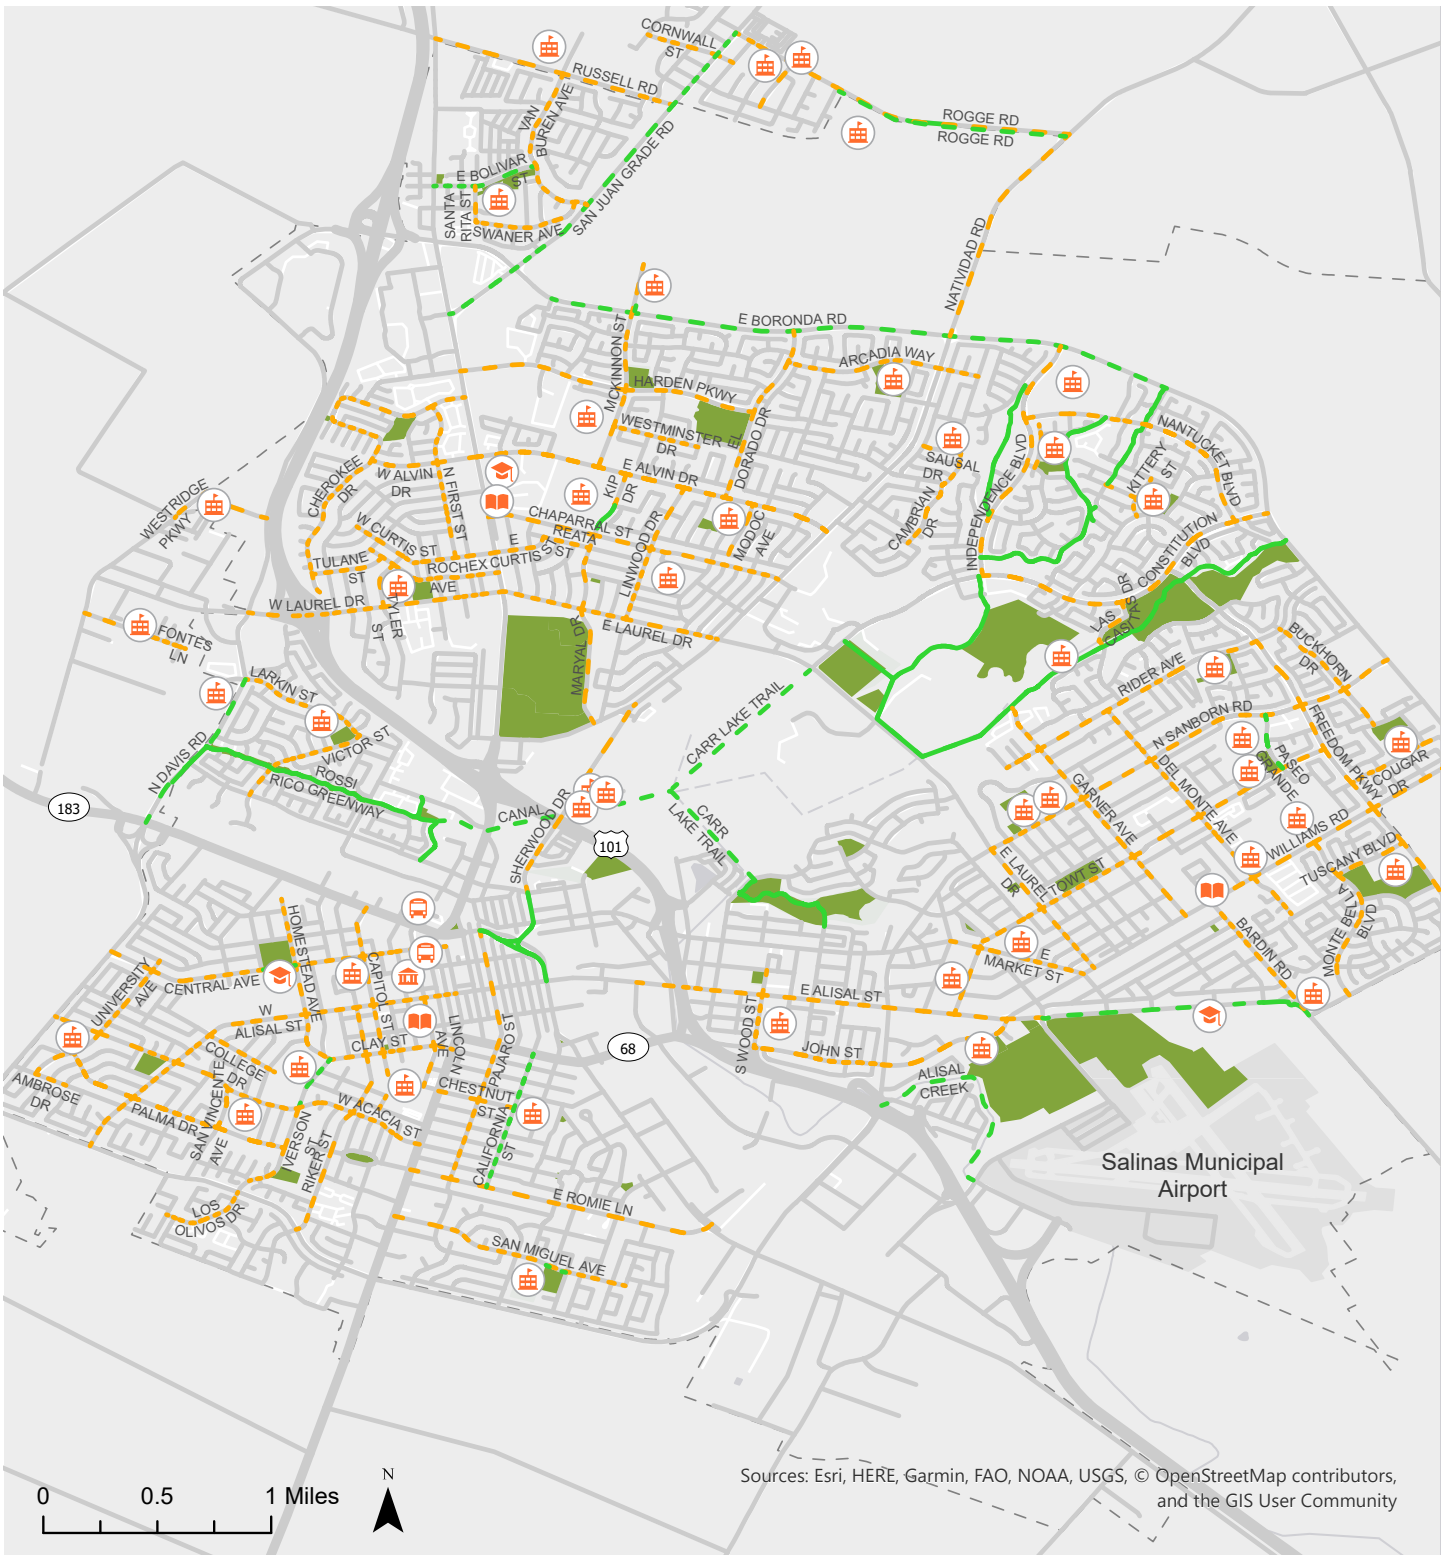 CORNWALL
ST
RUSSELL RD
VAN
BUREN AVE
ROGGE RD
ROGGE RD
E BOLIVAR
ST
SANTA
RITA ST
SWANER AVE
SAN JUAN GRADE RD
NATIVIDAD RD
E BORONDA RD
MCKINNON ST
ARCADIA WAY
HARDEN PKWY
WESTMINSTER
DR
EL
DORADO DR
SAUSAL
DR
CAMBRIAN
DR
INDEPENDENCE BLVD
NANTUCKET BLVD
KITTERY
ST
CONSTITUTION
BLVD
LAS
CASITAS DR
CHEROKEE
DR
W ALVIN
DR
N FIRST ST
E ALVIN DR
KIP
DR
CHAPARRAL ST
REATA
ST
LINWOOD DR
MODOC
AVE
WESTRIDGE
PKWY
W CURTIS ST
TULANE
ST
ROCHEX
AVE
E
CURTIS ST
W LAUREL DR
TYLER
ST
E LAUREL DR
MARYAL DR
FONTES
LN
LARKIN ST
VICTOR ST
N DAVIS RD
ROSSI
RICO GREENWAY
183
CANAL
SHERWOOD DR
101
CARR LAKE TRAIL
CARR
LAKE TRAIL
BUCKHORN
DR
RIDER AVE
N SANBORN RD
FREEDOM PKWY
PASEO
GRANDE
COUGAR
DR
DEL MONTE AVE
GARNER AVE
WILLIAMS RD
TUSCANY BLVD
E LAUREL
DR
TOWT ST
MONTE BELLA
BLVD
BARDIN RD
E
MARKET ST
HOMESTEAD AVE
CAPITOL ST
CENTRAL AVE
UNIVERSITY
AVE
W
ALISAL ST
CLAY ST
LINCOLN
AVE
PAJARO ST
COLLEGE
DR
SAN VINCENTE
AVE
AMBROSE
DR
PALMA DR
W ACACIA ST
CHESTNUT
ST
CALIFORNIA
ST
IVERSON
ST
RIKER ST
LOS
OLIVOS DR
E ROMIE LN
SAN MIGUEL AVE
E ALISAL ST
S WOOD ST
JOHN ST
68
ALISAL
CREEK
Salinas Municipal
Airport
0 0.5 1 Miles
N
Sources: Esri, HERE, Garmin, FAO, NOAA, USGS, © OpenStreetMap contributors,
and the GIS User Community